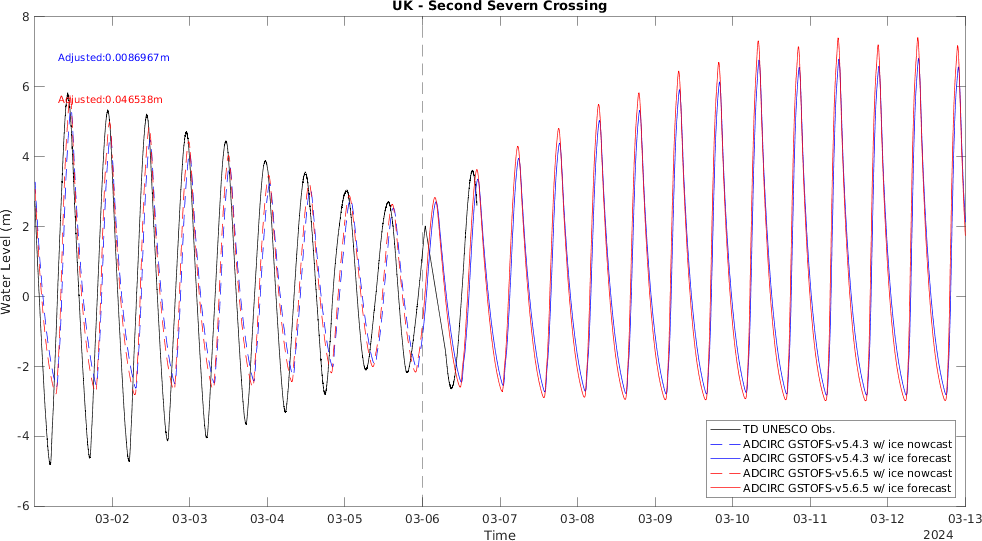 UK - Second Severn Crossing
8
6
4
2
0
-2
-4
-6
Water Level (m)
Adjusted:0.0086967m
Adjusted:0.046538m
TD UNESCO Obs.
ADCIRC GSTOFS-v5.4.3 w/ ice nowcast
ADCIRC GSTOFS-v5.4.3 w/ ice forecast
ADCIRC GSTOFS-v5.6.5 w/ ice nowcast
ADCIRC GSTOFS-v5.6.5 w/ ice forecast
03-02 03-03 03-04 03-05 03-06 03-07 03-08 03-09 03-10 03-11 03-12 03-13
Time
2024